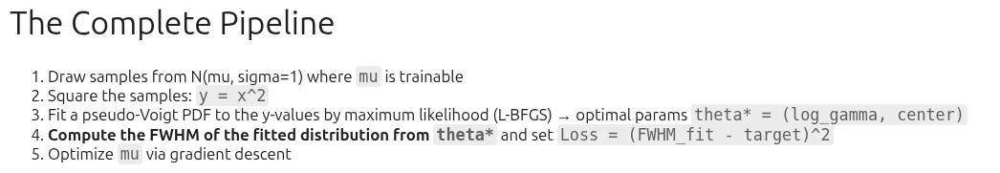 The Complete Pipeline
1. Draw samples from N(mu, sigma=1) where mu is trainable
2. Square the samples: y = x^2
3. Fit a pseudo-Voigt PDF to the y-values by maximum likelihood (L-BFGS) → optimal params theta* = (log_gamma, center)
4. Compute the FWHM of the fitted distribution from theta* and set Loss = (FWHM_fit - target)^2
5. Optimize mu via gradient descent